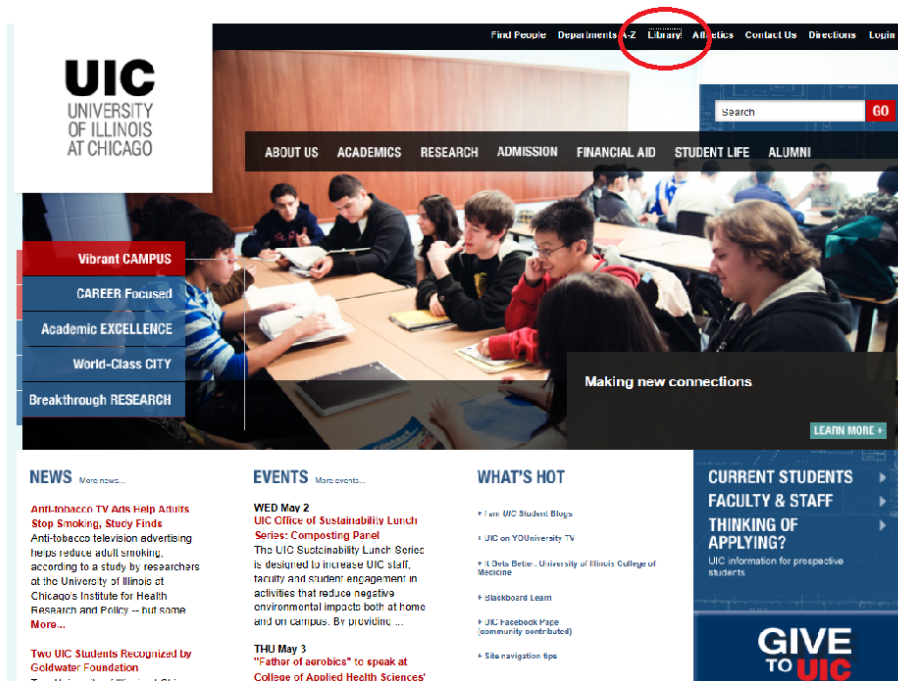 Find People Departments A-Z Library Athletics Contact Us Directions Login
UIC
UNIVERSITY
OF ILLINOIS
AT CHICAGO
Search GO
ABOUT US ACADEMICS RESEARCH ADMISSION FINANCIAL AID STUDENT LIFE ALUMNI
Vibrant CAMPUS
CAREER Focused
Academic EXCELLENCE
World-Class CITY
Breakthrough RESEARCH
Making new connections
LEARN MORE +
NEWS More news...
Anti-tobacco TV Ads Help Adults
Stop Smoking, Study Finds
Anti-tobacco television advertising
helps reduce adult smoking,
according to a study by researchers
at the University of Illinois at
Chicago's Institute for Health
Research and Policy -- but some
More...
Two UIC Students Recognized by
Goldwater Foundation
EVENTS More events...
WED May 2
UIC Office of Sustainability Lunch
Series: Composting Panel
The UIC Sustainability Lunch Series
is designed to increase UIC staff,
faculty and student engagement in
activities that reduce negative
environmental impacts both at home
and on campus. By providing ...
THU May 3
"Father of aerobics" to speak at
College of Applied Health Sciences'
WHAT'S HOT
+ I am UIC Student Blogs
+ UIC on YOUniversity TV
+ It Gets Better: University of Illinois College of
Medicine
+ Blackboard Learn
+ UIC Facebook Page
(community contributed)
+ Site navigation tips
CURRENT STUDENTS
FACULTY & STAFF
THINKING OF
APPLYING?
UIC information for prospective
students
GIVE
TO UIC